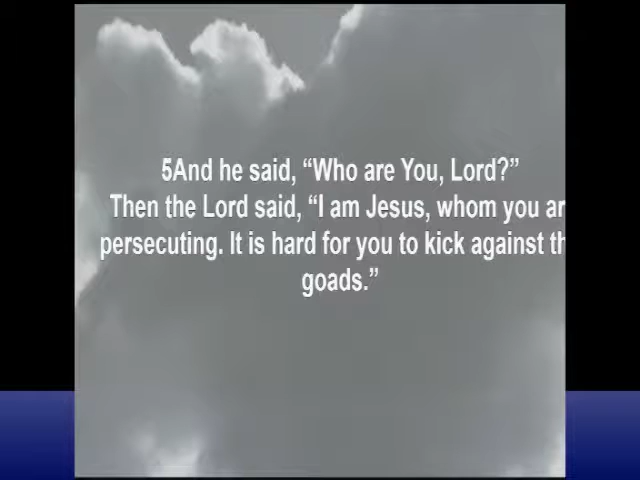 5And he said, “Who are You, Lord?”
Then the Lord said, “I am Jesus, whom you ar
persecuting. It is hard for you to kick against th
goads.”